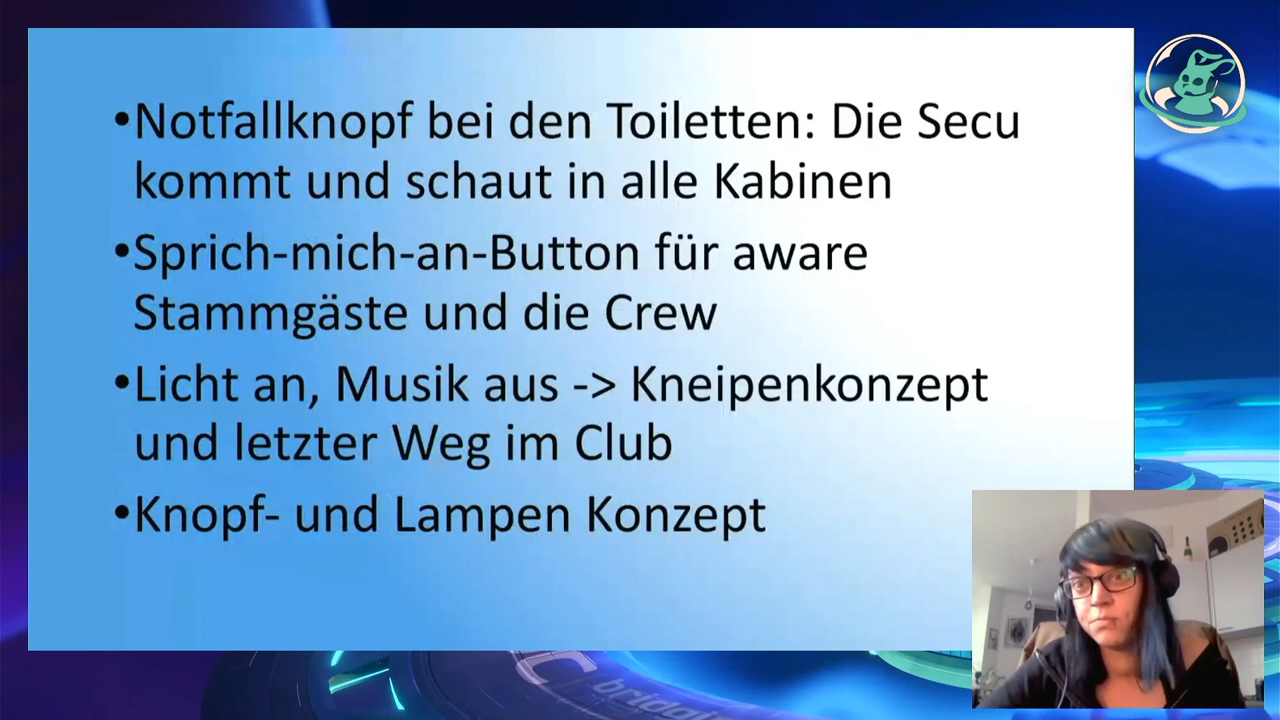 •Notfallknopf bei den Toiletten: Die Secu
kommt und schaut in alle Kabinen
•Sprich-mich-an-Button für aware
Stammgäste und die Crew
•Licht an, Musik aus -> Kneipenkonzept
und letzter Weg im Club
•Knopf- und Lampen Konzept